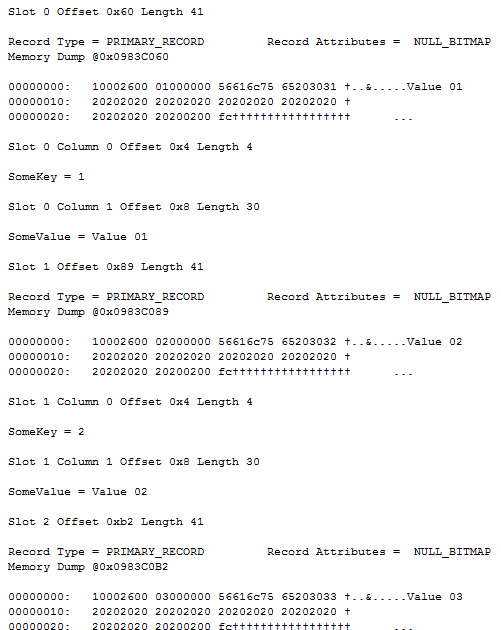 Slot 0 Offset 0x60 Length 41
Record Type = PRIMARY_RECORD         Record Attributes =  NULL_BITMAP
Memory Dump @0x0983C060
00000000:   10002600 01000000 56616c75 65203031 †..&.....Value 01
00000010:   20202020 20202020 20202020 20202020 †
00000020:   20202020 20200200 fc†††††††††††††††††      ...
Slot 0 Column 0 Offset 0x4 Length 4
SomeKey = 1
Slot 0 Column 1 Offset 0x8 Length 30
SomeValue = Value 01
Slot 1 Offset 0x89 Length 41
Record Type = PRIMARY_RECORD         Record Attributes =  NULL_BITMAP
Memory Dump @0x0983C089
00000000:   10002600 02000000 56616c75 65203032 †..&.....Value 02
00000010:   20202020 20202020 20202020 20202020 †
00000020:   20202020 20200200 fc†††††††††††††††††      ...
Slot 1 Column 0 Offset 0x4 Length 4
SomeKey = 2
Slot 1 Column 1 Offset 0x8 Length 30
SomeValue = Value 02
Slot 2 Offset 0xb2 Length 41
Record Type = PRIMARY_RECORD         Record Attributes =  NULL_BITMAP
Memory Dump @0x0983C0B2
00000000:   10002600 03000000 56616c75 65203033 †..&.....Value 03
00000010:   20202020 20202020 20202020 20202020 †
00000020:   20202020 20200200 fc†††††††††††††††††      ...